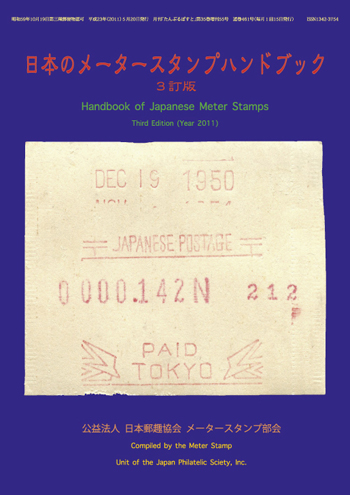 日本のメータースタンプハンドブック
3訂版
Handbook of Japanese Meter Stamps
Third Edition (Year 2011)
DEC 19 1950
JAPANESE POSTAGE
0 000.142N 212
PAID
TOKYO
公益法人 日本郵趣協会 メータースタンプ部会
Compiled by the Meter Stamp
Unit of the Japan Philatelic Sciety, Inc.